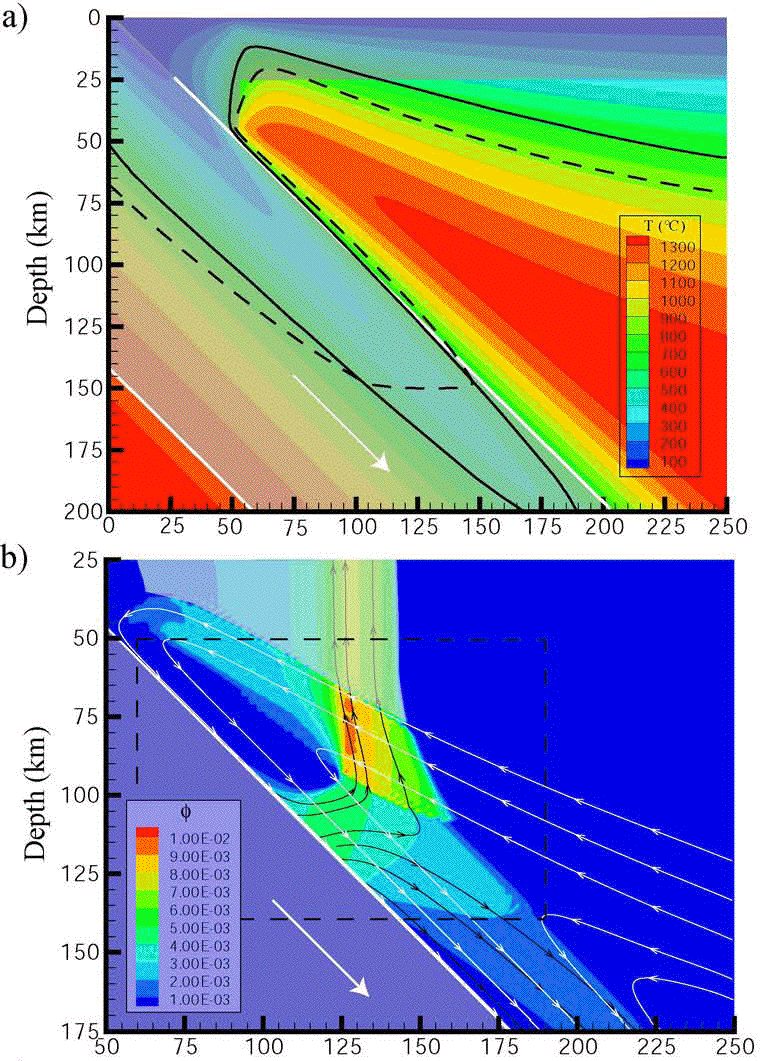 a)
Depth (km)
0
25
50
75
100
125
150
175
200
T (°C)
1300
1200
1100
1000
900
800
700
600
500
400
300
200
100
0 25 50 75 100 125 150 175 200 225 250
b)
Depth (km)
25
50
75
100
125
150
175
ϕ
1.00E-02
9.00E-03
8.00E-03
7.00E-03
6.00E-03
5.00E-03
4.00E-03
3.00E-03
2.00E-03
1.00E-03
50 75 100 125 150 175 200 225 250